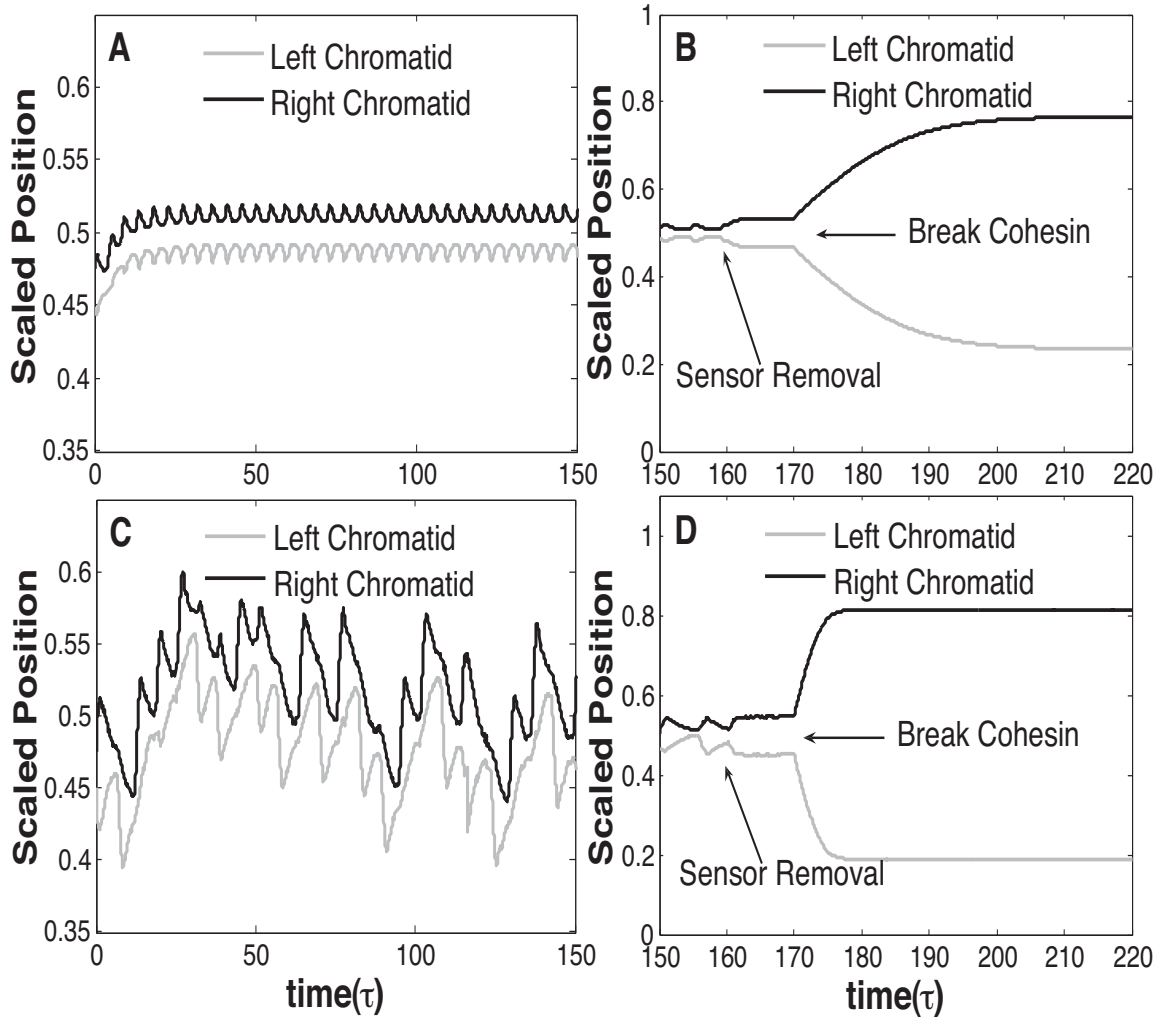 A
Left Chromatid
Right Chromatid
Scaled Position
0.6
0.55
0.5
0.45
0.4
0.35
0
50
100
150
B
Left Chromatid
Right Chromatid
Scaled Position
1
0.8
0.6
0.4
0.2
0
Break Cohesin
Sensor Removal
150 160 170 180 190 200 210 220
C
Left Chromatid
Right Chromatid
Scaled Position
0.6
0.55
0.5
0.45
0.4
0.35
0
50
100
150
time(τ)
D
Left Chromatid
Right Chromatid
Scaled Position
1
0.8
0.6
0.4
0.2
0
Break Cohesin
Sensor Removal
150 160 170 180 190 200 210 220
time(τ)